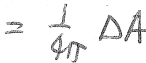 = 1/4π ΔA